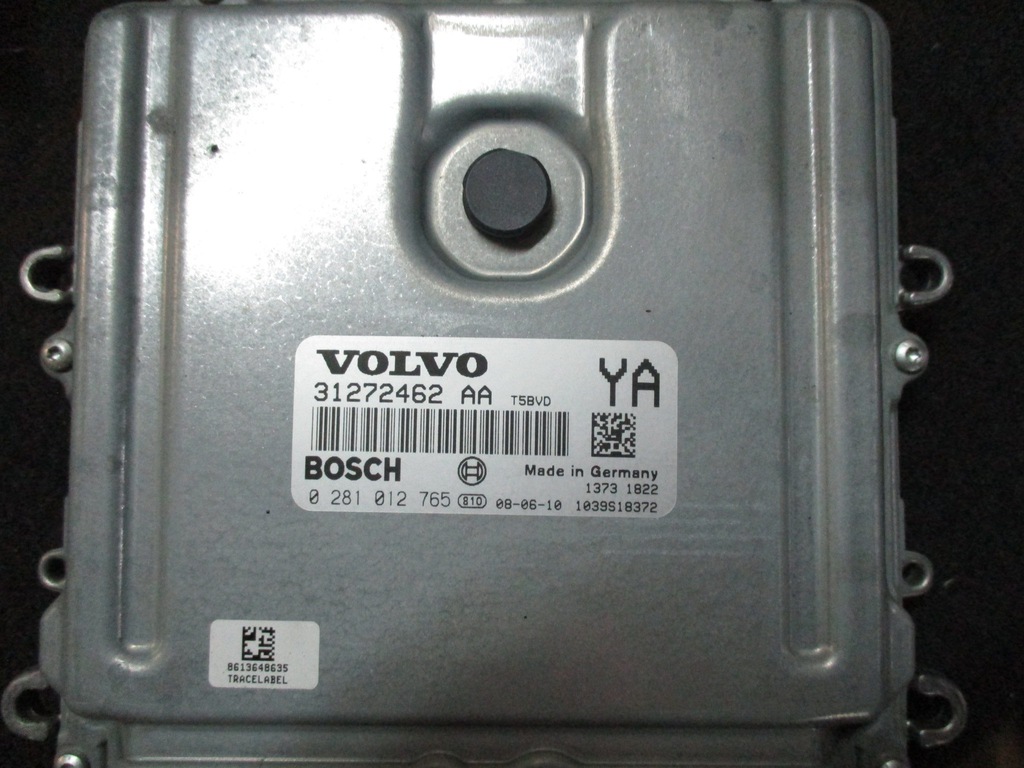 VOLVO
31272462 AA T5BVD
YA
BOSCH
Made in Germany
1373 1822
0 281 012 765 810 08-06-10 1039S18372
8613648635
TRACELABEL